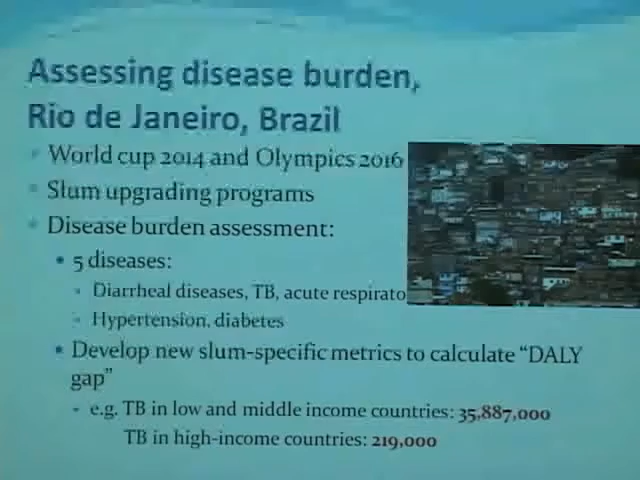 Assessing disease burden,
Rio de Janeiro, Brazil
World cup 2014 and Olympics 2016
Slum upgrading programs
Disease burden assessment:
5 diseases:
Diarrheal diseases, TB, acute respirato
Hypertension, diabetes
Develop new slum-specific metrics to calculate “DALY
gap”
e.g. TB in low and middle income countries: 35,887,000
TB in high-income countries: 219,000